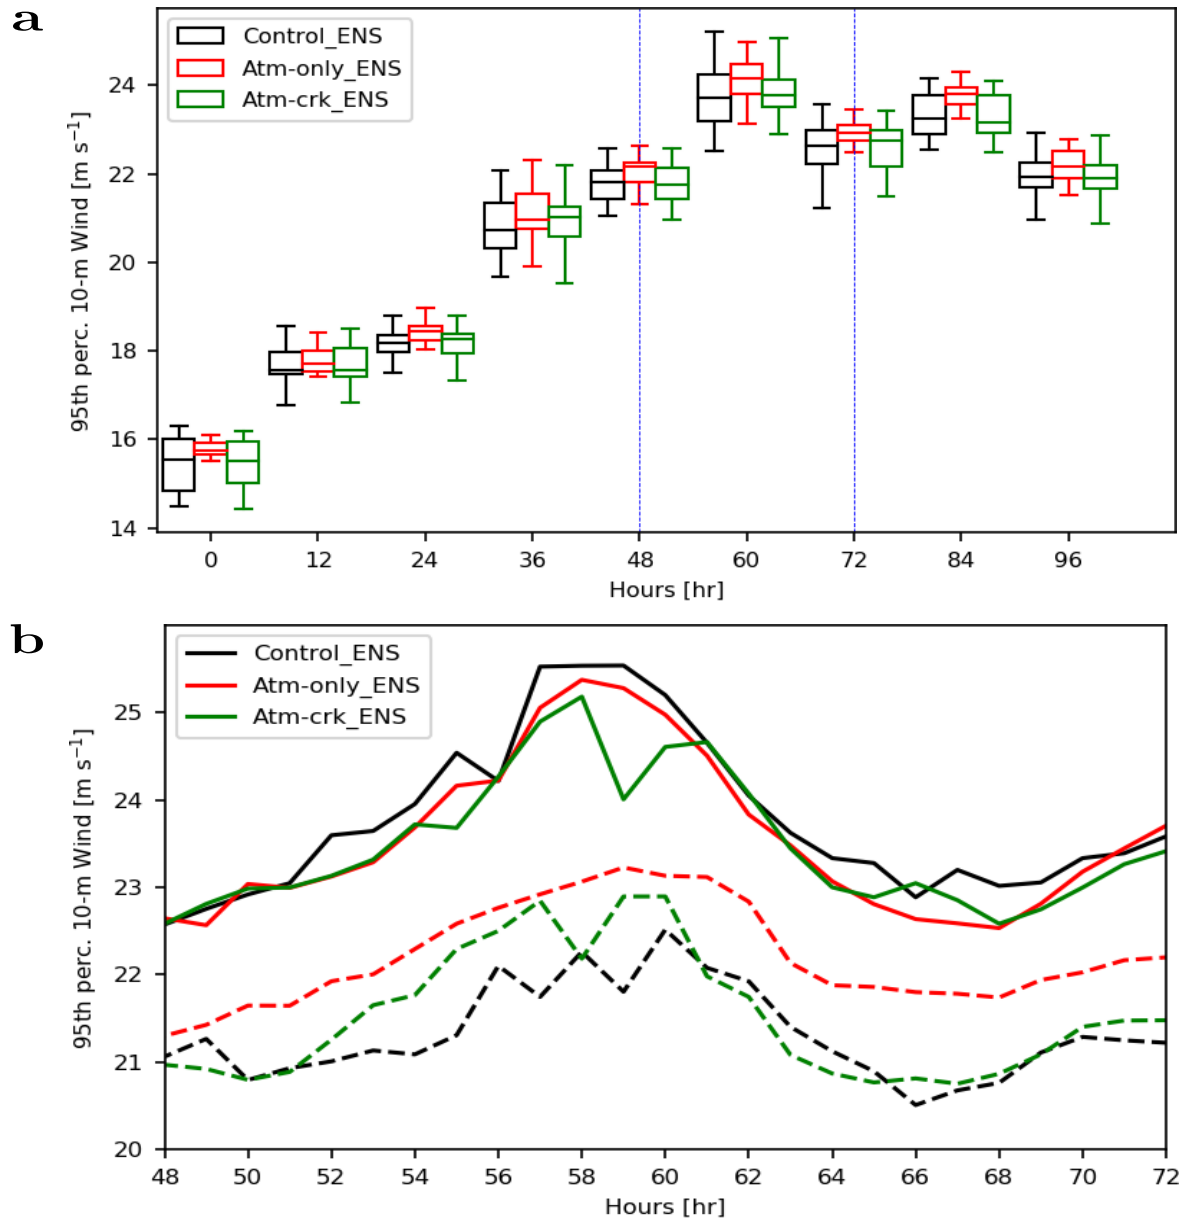 a
Control_ENS
Atm-only_ENS
Atm-crk_ENS
95th perc. 10-m Wind [m s⁻¹]
24
22
20
18
16
14
0 12 24 36 48 60 72 84 96
Hours [hr]
b
Control_ENS
Atm-only_ENS
Atm-crk_ENS
95th perc. 10-m Wind [m s⁻¹]
25
24
23
22
21
20
48 50 52 54 56 58 60 62 64 66 68 70 72
Hours [hr]